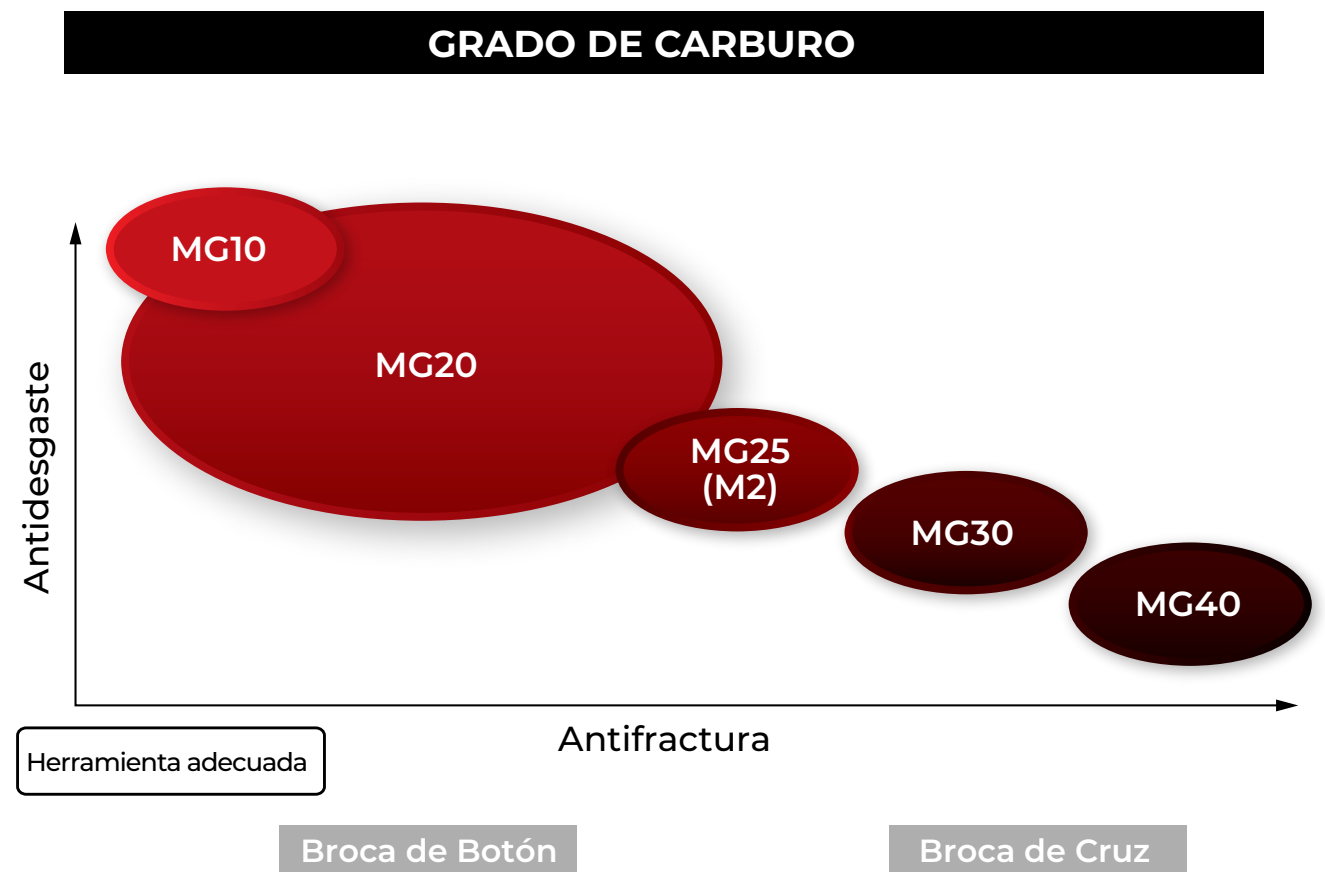 GRADO DE CARBURO
MG10
MG20
MG25
(M2)
MG30
MG40
Antidesgaste
Antifractura
Herramienta adecuada
Broca de Botón
Broca de Cruz